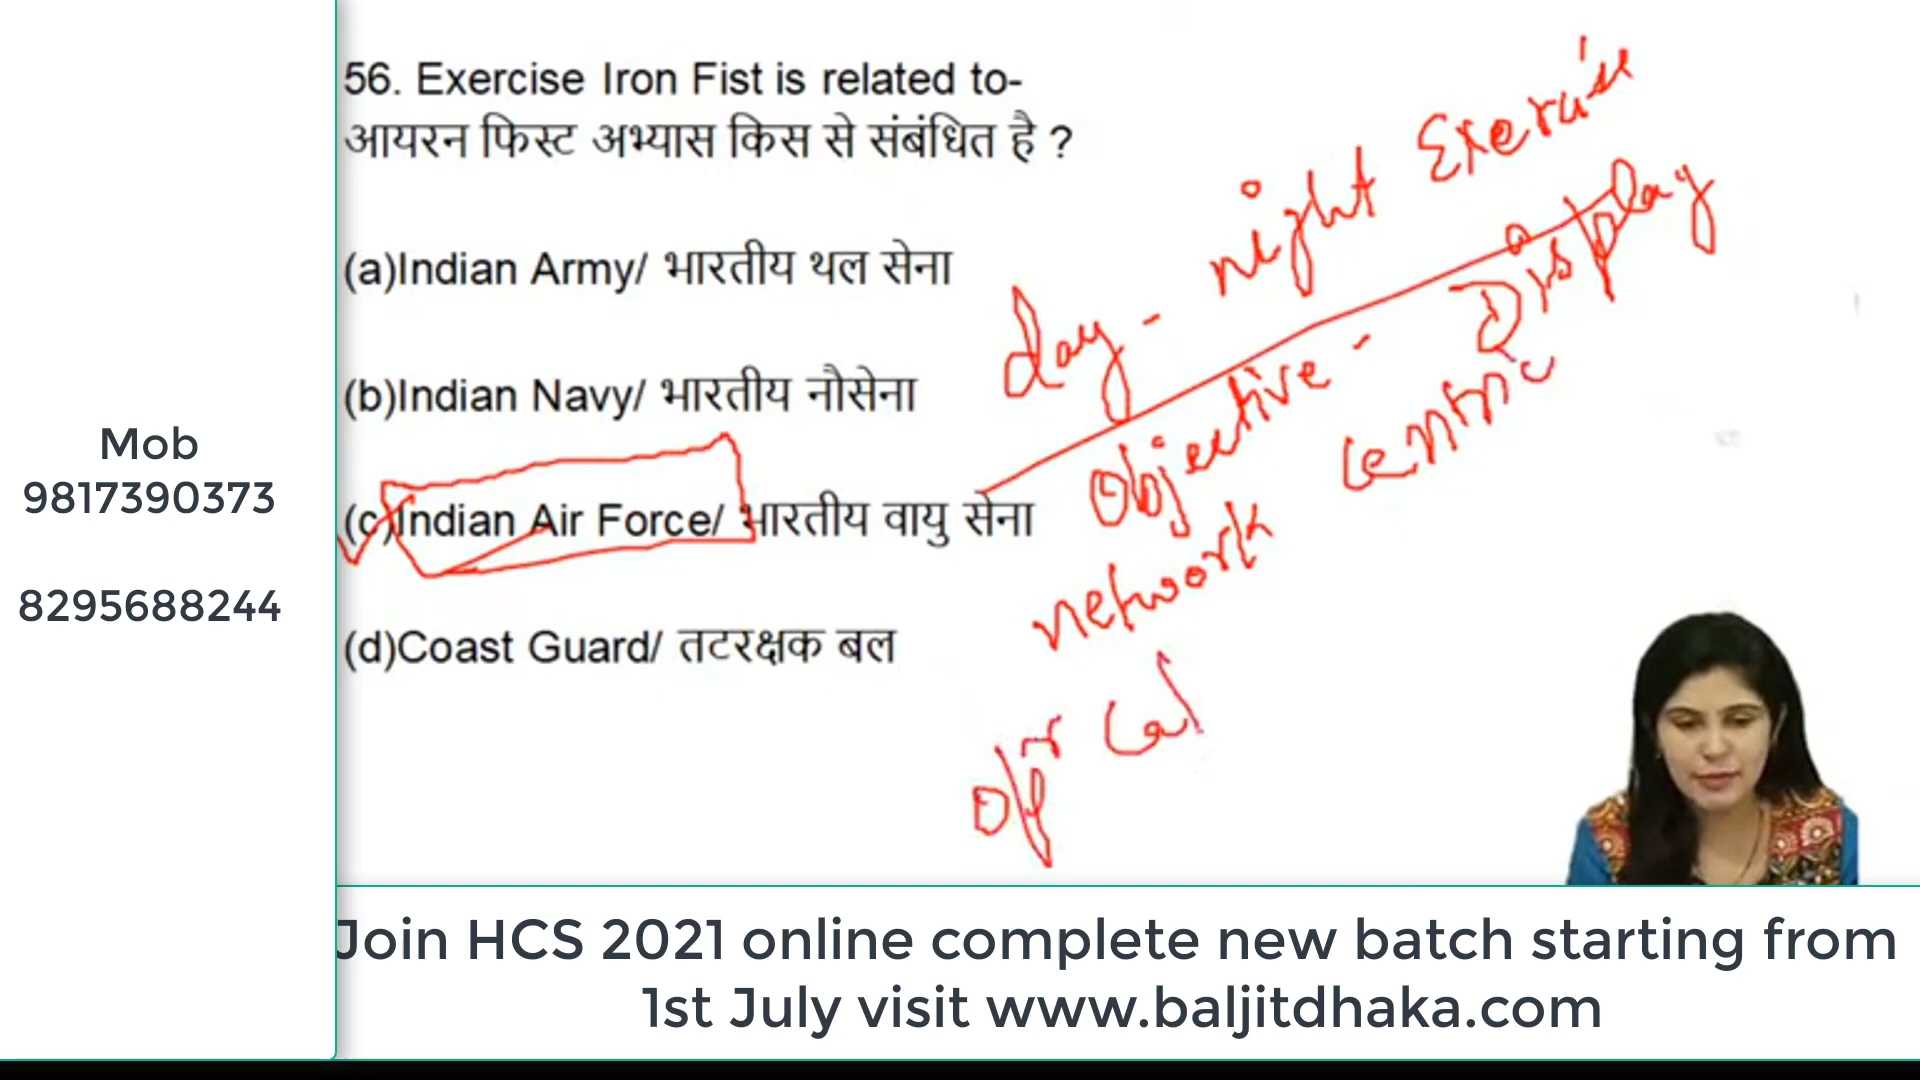 56. Exercise Iron Fist is related to-
आयरन फिस्ट अभ्यास किस से संबंधित है ?
(a)Indian Army/ भारतीय थल सेना
(b)Indian Navy/ भारतीय नौसेना
(c)Indian Air Force/ भारतीय वायु सेना
(d)Coast Guard/ तटरक्षक बल
day - night Exercise
Objective - Display
network centric
Mob
9817390373
8295688244
Join HCS 2021 online complete new batch starting from
1st July visit www.baljitdhaka.com